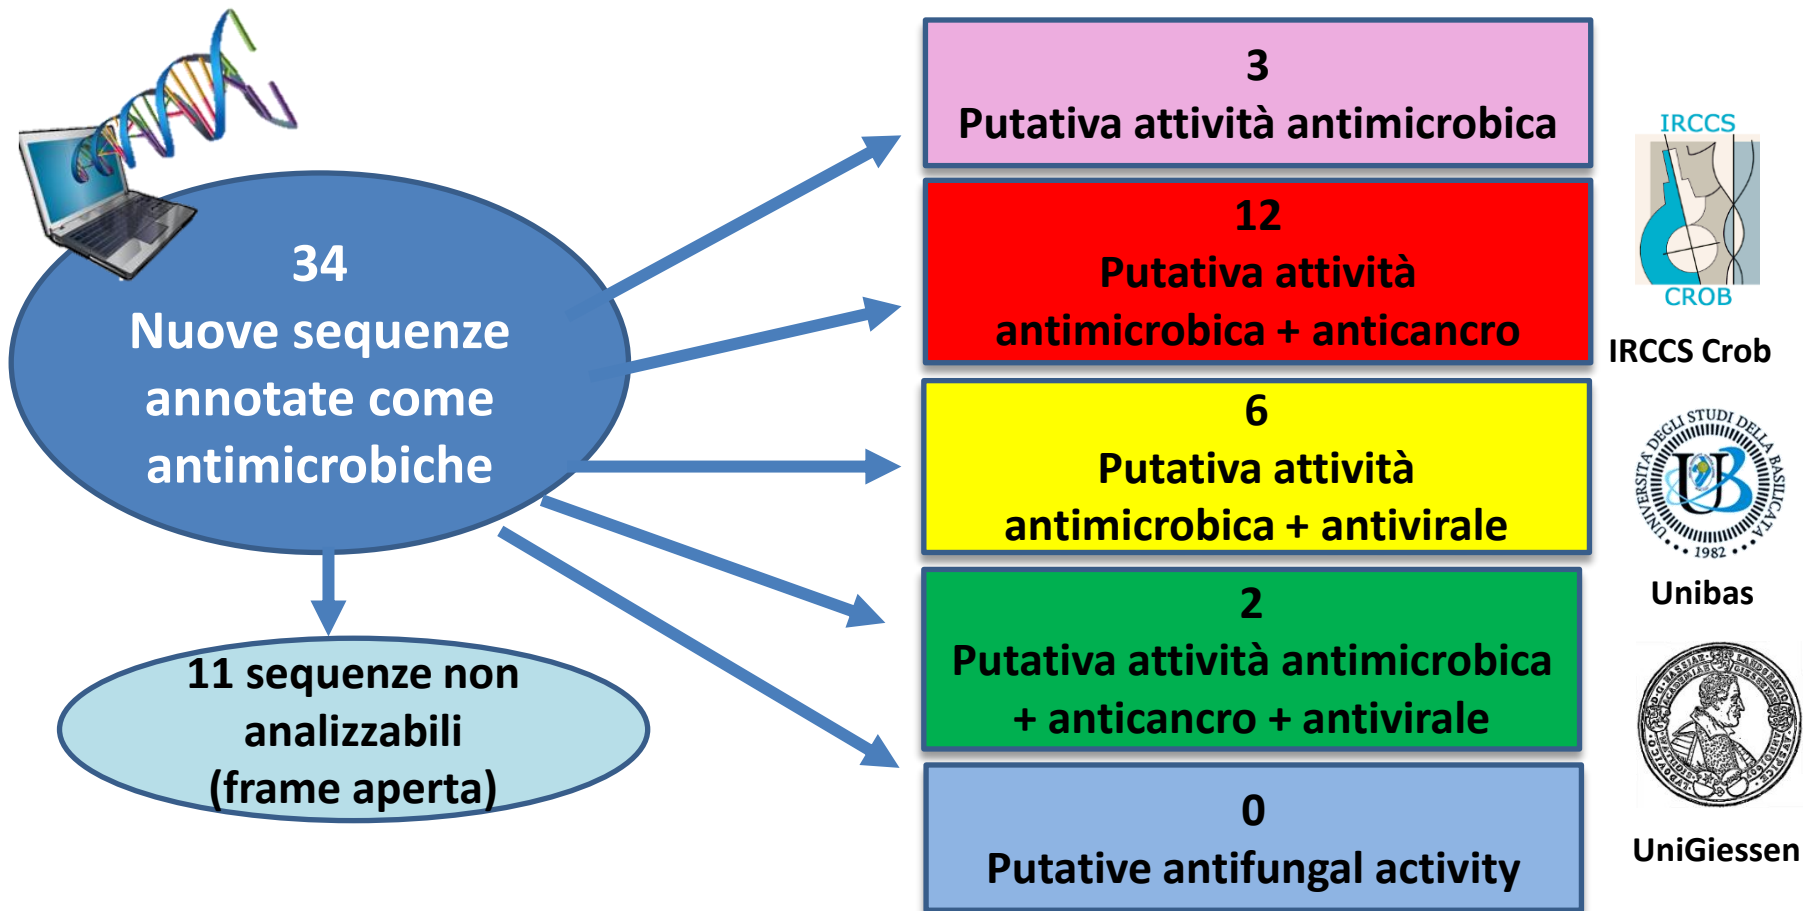 34
Nuove sequenze
annotate come
antimicrobiche
11 sequenze non
analizzabili
(frame aperta)
3
Putativa attività antimicrobica
12
Putativa attività
antimicrobica + anticancro
6
Putativa attività
antimicrobica + antivirale
2
Putativa attività antimicrobica
+ anticancro + antivirale
0
Putative antifungal activity
IRCCS
CROB
IRCCS Crob
UNIVERSITÀ DEGLI STUDI DELLA BASILICATA
UB
1982
Unibas
UniGiessen